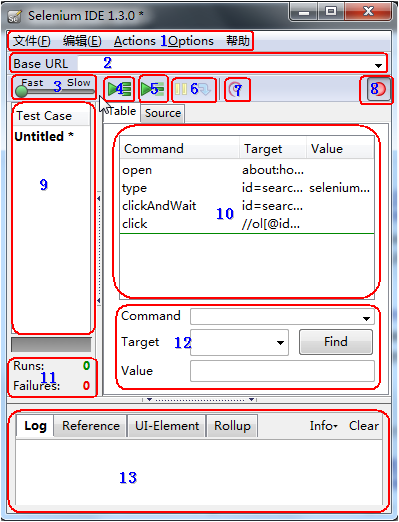 Selenium IDE 1.3.0 *
文件(F) 编辑(E) Actions 1 Options 帮助
Base URL 2
Fast 3 Slow 4 5 6 7 8
Test Case
Untitled *
9
Table Source
Command Target Value
open about:ho...
type id=searc... selenium...
clickAndWait id=searc...
click //ol[@id...
10
Command
Target 12 Find
Value
Runs: 0
11
Failures: 0
Log Reference UI-Element Rollup Info Clear
13